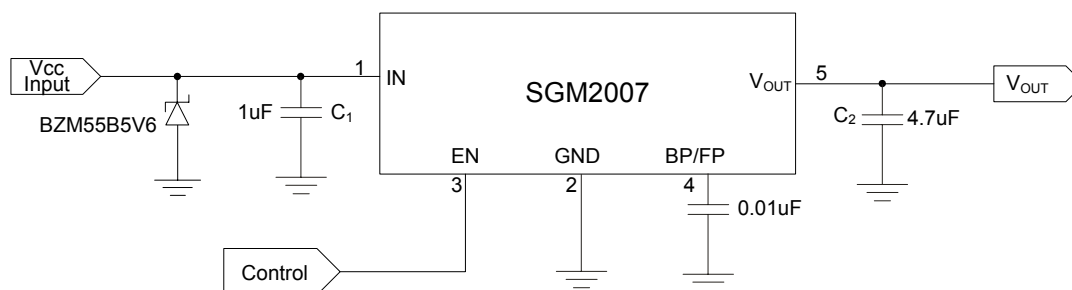 Vcc
Input
BZM55B5V6
1uF
C1
1
IN
SGM2007
VOUT
5
EN
GND
BP/FP
3
2
4
0.01uF
C2
4.7uF
VOUT
Control